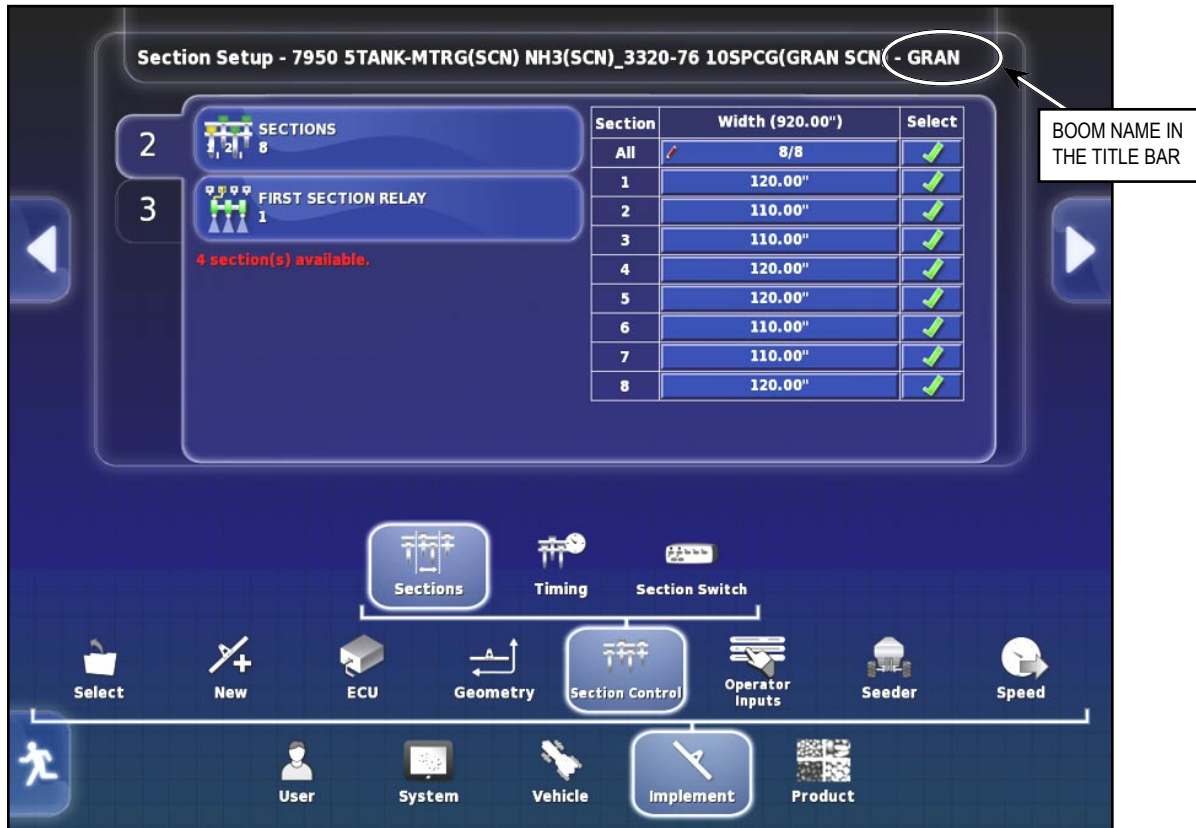 Section Setup - 7950 5TANK-MTRG(SCN) NH3(SCN)_3320-76 10SPCG(GRAN SCN) - GRAN
BOOM NAME IN
THE TITLE BAR
2
SECTIONS
1, 2,
8
3
FIRST SECTION RELAY
1
4 section(s) available.
Section Width (920.00") Select
All 8/8
1 120.00"
2 110.00"
3 110.00"
4 120.00"
5 120.00"
6 110.00"
7 110.00"
8 120.00"
Sections Timing Section Switch
Select New ECU Geometry Section Control Operator Inputs Seeder Speed
User System Vehicle Implement Product